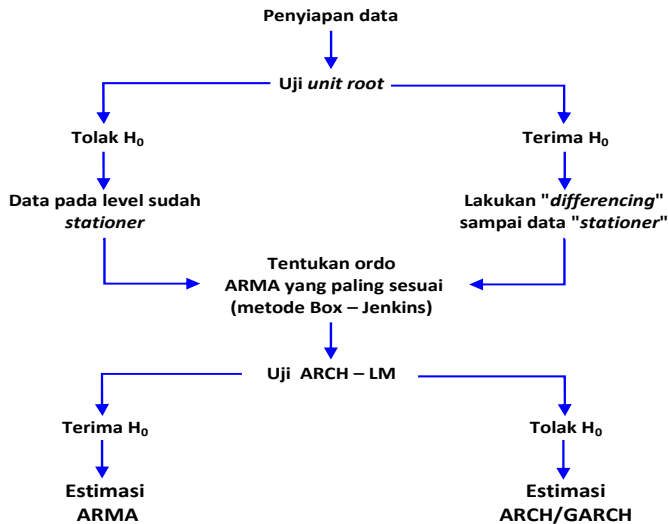 Penyiapan data
Uji unit root
Tolak H₀
Terima H₀
Data pada level sudah
stationer
Lakukan "differencing"
sampai data "stationer"
Tentukan ordo
ARMA yang paling sesuai
(metode Box – Jenkins)
Uji ARCH – LM
Terima H₀
Tolak H₀
Estimasi
ARMA
Estimasi
ARCH/GARCH